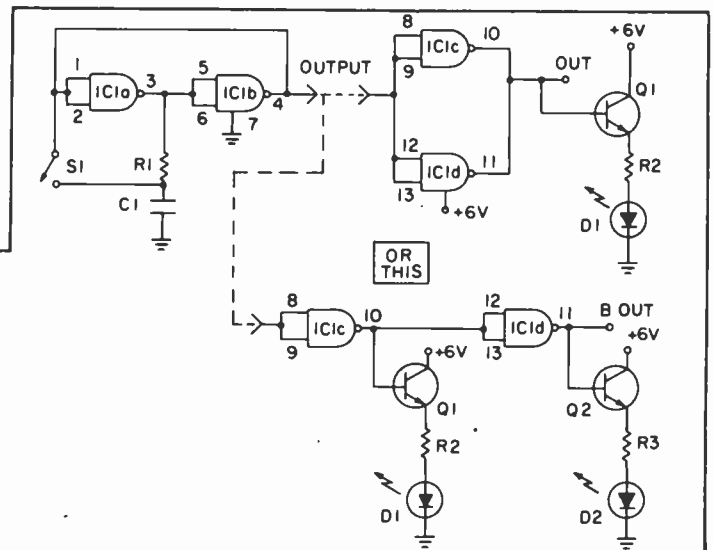 8
1
IC1c
10
+6V
9
OUT
Q1
5
OUTPUT
IC1a
3
IC1b
4
2
6
7
12
R2
S1
R1
IC1d
11
13
D1
C1
+6V
OR
THIS
8
12
11
B OUT
10
IC1c
IC1d
+6V
9
+6V
13
Q1
Q2
R2
R3
D1
D2